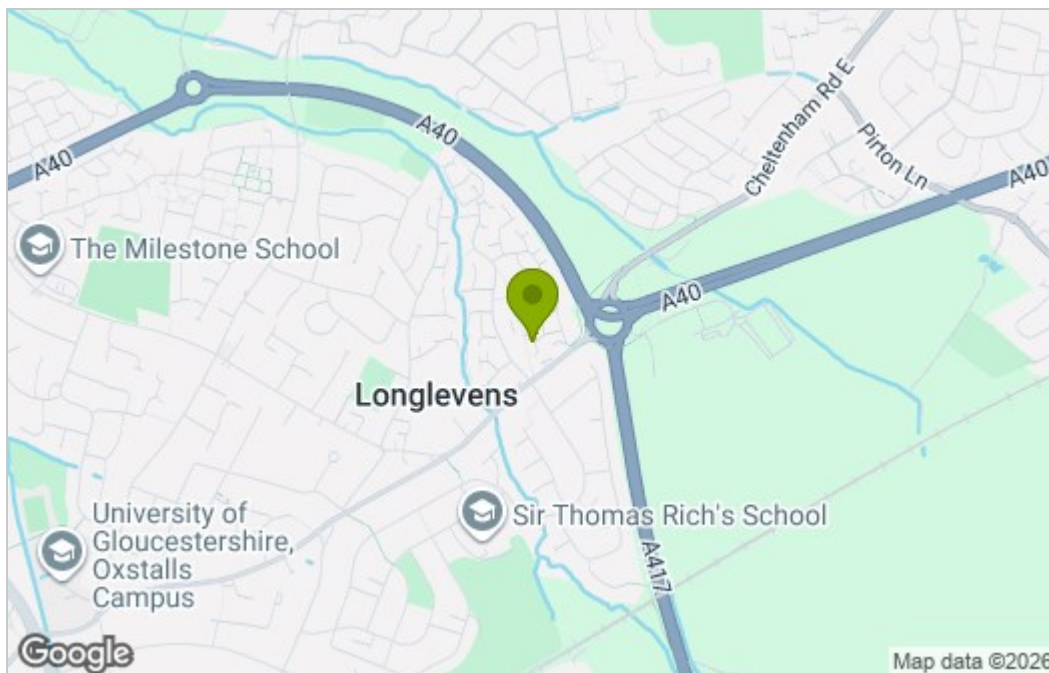 Cheltenham Rd E
A40
A40
Pirton Ln
A40
The Milestone School
A40
Longlevens
Sir Thomas Rich's School
University of
Gloucestershire,
Oxstalls
Campus
A417
Google
Map data ©2026